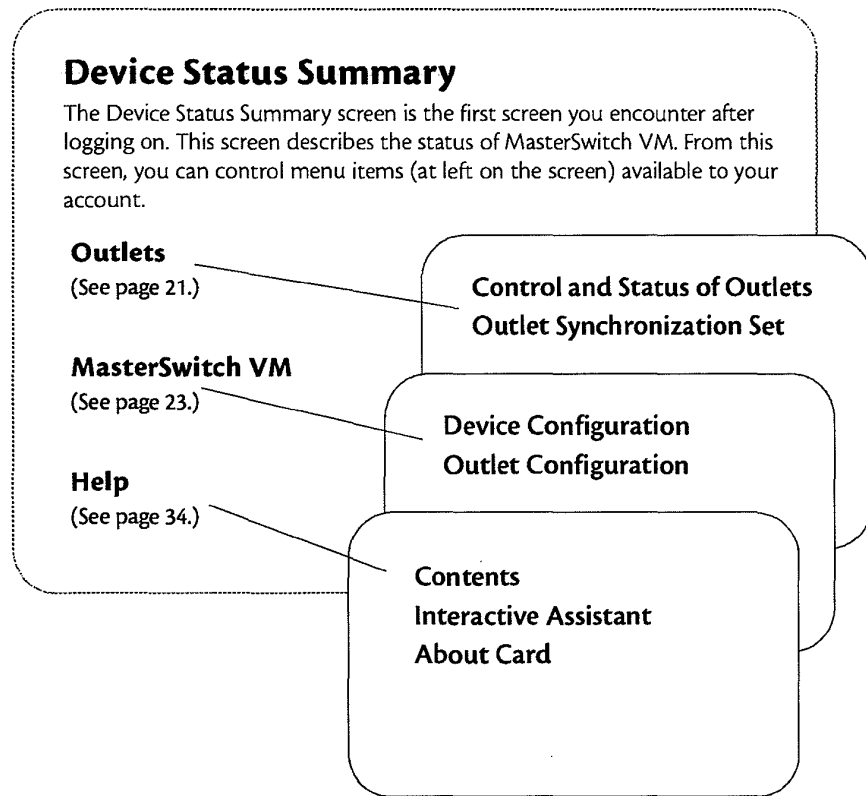 Device Status Summary
The Device Status Summary screen is the first screen you encounter after
logging on. This screen describes the status of MasterSwitch VM. From this
screen, you can control menu items (at left on the screen) available to your
account.
Outlets
(See page 21.)
Control and Status of Outlets
Outlet Synchronization Set
MasterSwitch VM
(See page 23.)
Device Configuration
Outlet Configuration
Help
(See page 34.)
Contents
Interactive Assistant
About Card